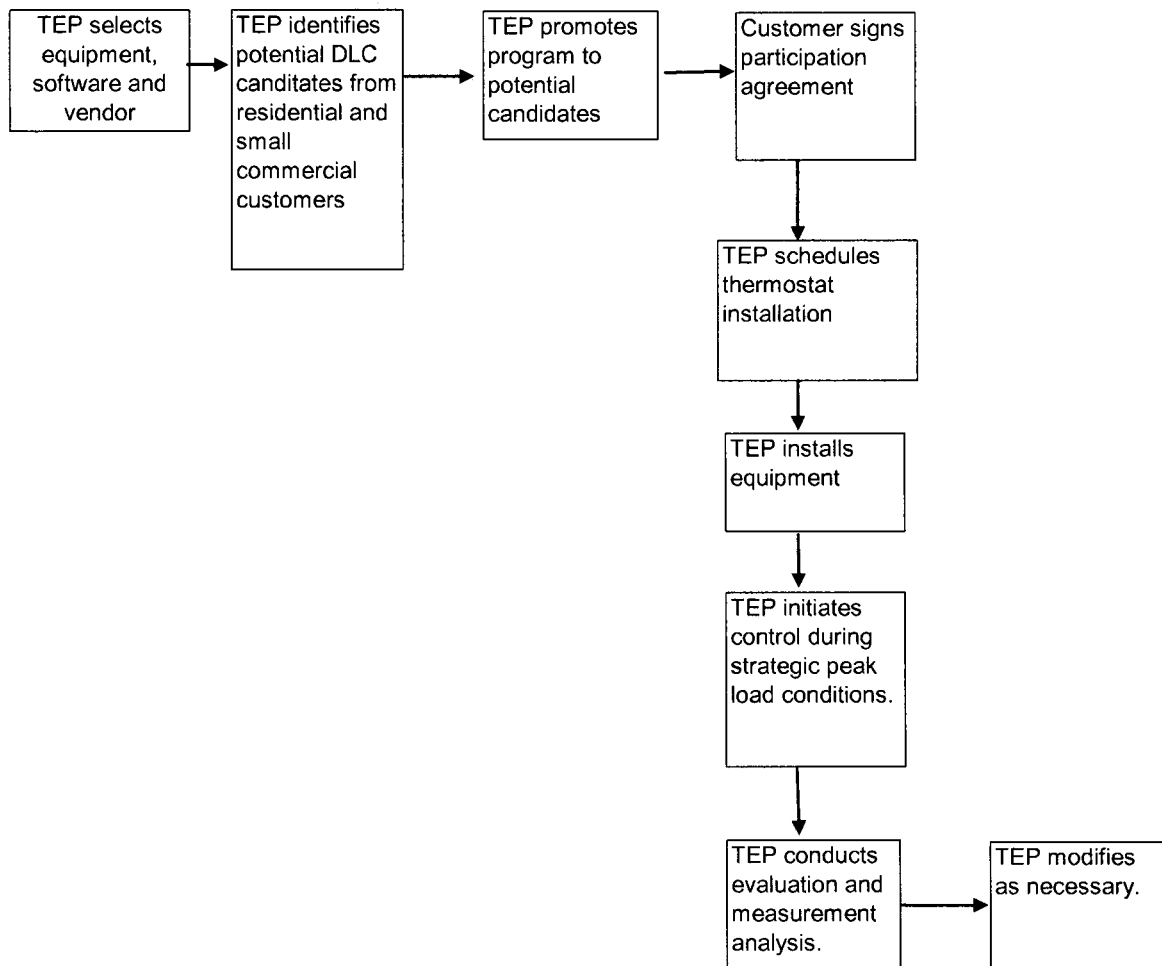 TEP selects
equipment,
software and
vendor
TEP identifies
potential DLC
canditates from
residential and
small
commercial
customers
TEP promotes
program to
potential
candidates
Customer signs
participation
agreement
TEP schedules
thermostat
installation
TEP installs
equipment
TEP initiates
control during
strategic peak
load conditions.
TEP conducts
evaluation and
measurement
analysis.
TEP modifies
as necessary.